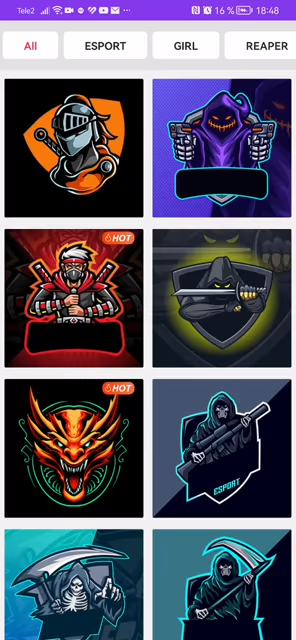 Tele2 16 % 18:48
All ESPORT GIRL REAPER
HOT
HOT
ESPORT